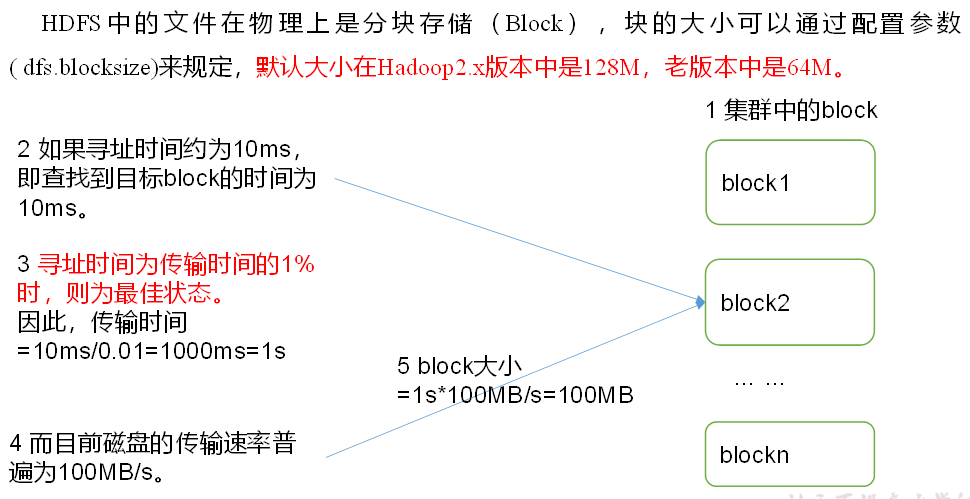 HDFS中的文件在物理上是分块存储（Block），块的大小可以通过配置参数
( dfs.blocksize)来规定，默认大小在Hadoop2.x版本中是128M，老版本中是64M。
1 集群中的block
2 如果寻址时间约为10ms，
即查找到目标block的时间为
10ms。
block1
3 寻址时间为传输时间的1%
时，则为最佳状态。
因此，传输时间
=10ms/0.01=1000ms=1s
block2
5 block大小
=1s*100MB/s=100MB
... ...
4 而目前磁盘的传输速率普
遍为100MB/s。
blockn